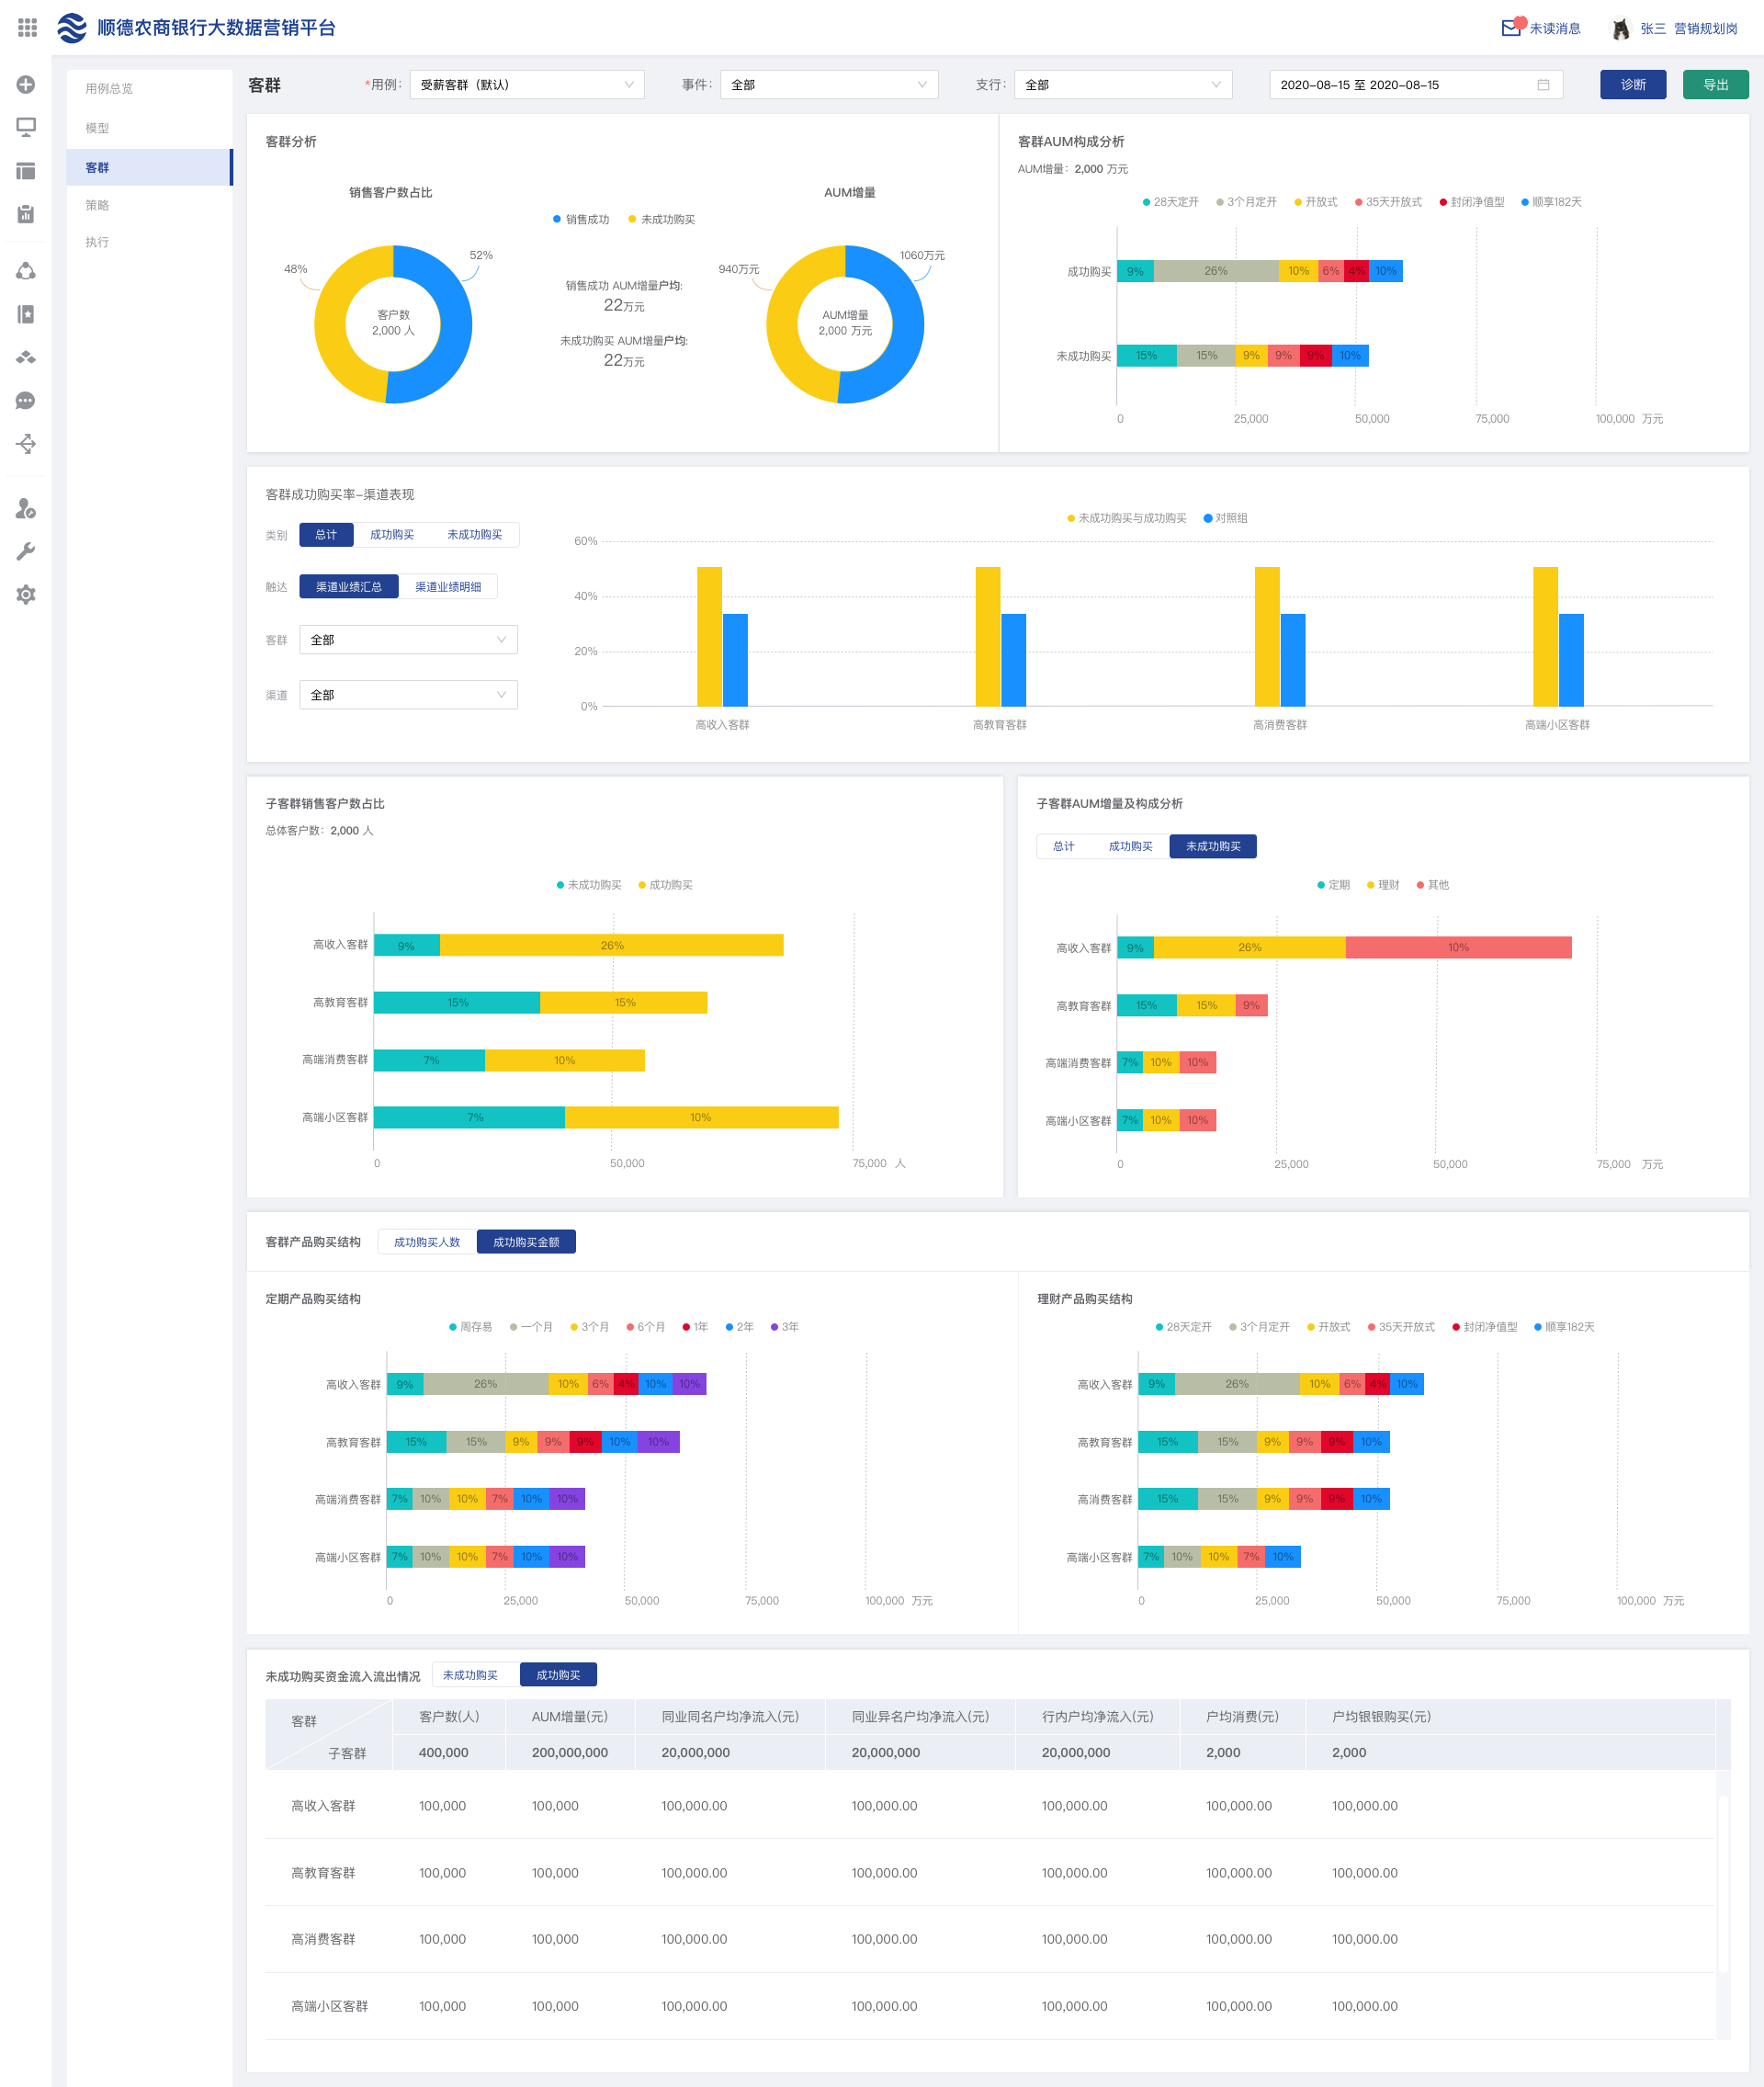 顺德农商银行大数据营销平台
未读消息
张三 营销规划岗
用例总览
模型
客群
策略
执行
客群
*用例: 受薪客群（默认）
事件: 全部
支行: 全部
2020-08-15 至 2020-08-15
诊断
导出
客群分析
销售客户数占比
AUM增量
销售成功 未成功购买
48%
52%
客户数
2,000 人
销售成功 AUM增量户均:
22万元
未成功购买 AUM增量户均:
22万元
940万元
1060万元
AUM增量
2,000 万元
客群AUM构成分析
AUM增量: 2,000 万元
28天定开 3个月定开 开放式 35天开放式 封闭净值型 顺享182天
成功购买 9% 26% 10% 6% 4% 10%
未成功购买 15% 15% 9% 9% 9% 10%
0 25,000 50,000 75,000 100,000 万元
客群成功购买率-渠道表现
类别 总计 成功购买 未成功购买
触达 渠道业绩汇总 渠道业绩明细
客群 全部
渠道 全部
未成功购买与成功购买 对照组
60%
40%
20%
0%
高收入客群 高教育客群 高消费客群 高端小区客群
子客群销售客户数占比
总体客户数: 2,000 人
未成功购买 成功购买
高收入客群 9% 26%
高教育客群 15% 15%
高端消费客群 7% 10%
高端小区客群 7% 10%
0 50,000 75,000 人
子客群AUM增量及构成分析
总计 成功购买 未成功购买
定期 理财 其他
高收入客群 9% 26% 10%
高教育客群 15% 15% 9%
高端消费客群 7% 10% 10%
高端小区客群 7% 10% 10%
0 25,000 50,000 75,000 万元
客群产品购买结构 成功购买人数 成功购买金额
定期产品购买结构
周存易 一个月 3个月 6个月 1年 2年 3年
高收入客群 9% 26% 10% 6% 4% 10% 10%
高教育客群 15% 15% 9% 9% 9% 10% 10%
高端消费客群 7% 10% 10% 7% 10% 10%
高端小区客群 7% 10% 10% 7% 10% 10%
0 25,000 50,000 75,000 100,000 万元
理财产品购买结构
28天定开 3个月定开 开放式 35天开放式 封闭净值型 顺享182天
高收入客群 9% 26% 10% 6% 4% 10%
高教育客群 15% 15% 9% 9% 9% 10%
高消费客群 15% 15% 9% 9% 9% 10%
高端小区客群 7% 10% 10% 7% 10%
0 25,000 50,000 75,000 100,000 万元
未成功购买资金流入流出情况 未成功购买 成功购买
客群 客户数(人) AUM增量(元) 同业同名户均净流入(元) 同业异名户均净流入(元) 行内户均净流入(元) 户均消费(元) 户均银银购买(元)
子客群 400,000 200,000,000 20,000,000 20,000,000 20,000,000 2,000 2,000
高收入客群 100,000 100,000 100,000.00 100,000.00 100,000.00 100,000.00 100,000.00
高教育客群 100,000 100,000 100,000.00 100,000.00 100,000.00 100,000.00 100,000.00
高消费客群 100,000 100,000 100,000.00 100,000.00 100,000.00 100,000.00 100,000.00
高端小区客群 100,000 100,000 100,000.00 100,000.00 100,000.00 100,000.00 100,000.00